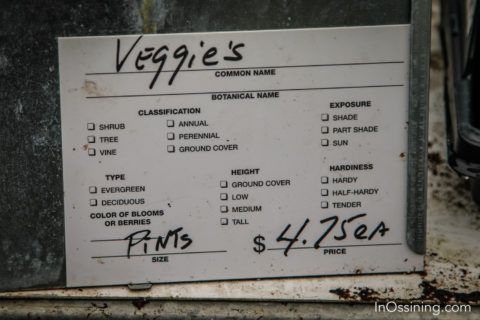 Veggie's
COMMON NAME
BOTANICAL NAME
CLASSIFICATION
☐ SHRUB ☐ ANNUAL
☐ TREE ☐ PERENNIAL
☐ VINE ☐ GROUND COVER
EXPOSURE
☐ SHADE
☐ PART SHADE
☐ SUN
TYPE
☐ EVERGREEN
☐ DECIDUOUS
HEIGHT
☐ GROUND COVER
☐ LOW
☐ MEDIUM
☐ TALL
HARDINESS
☐ HARDY
☐ HALF-HARDY
☐ TENDER
COLOR OF BLOOMS
OR BERRIES
PiNTS
SIZE
$ 4.75 EA
PRICE
InOssining.com